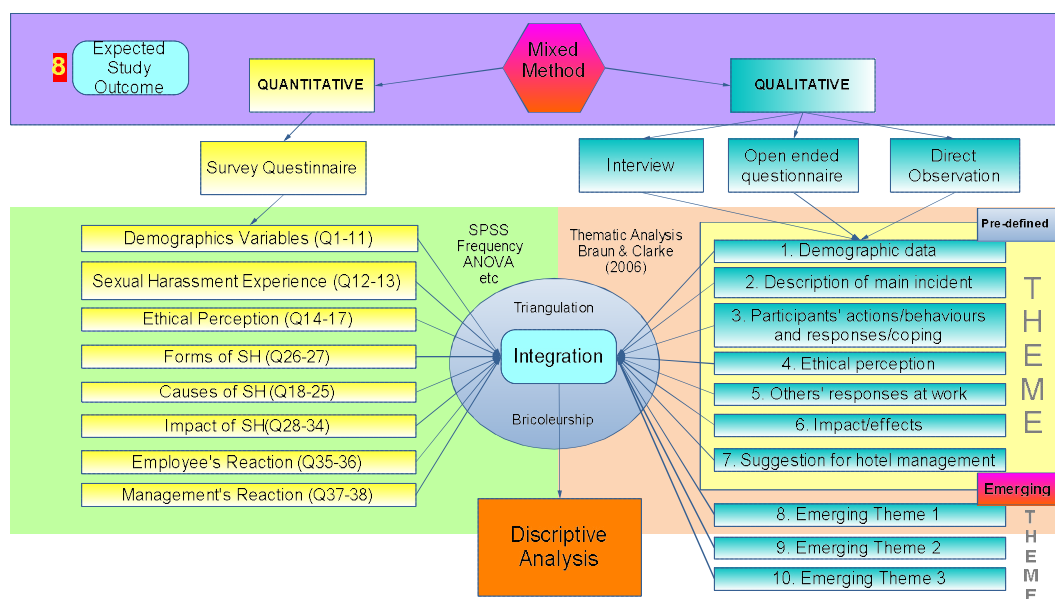 8
Expected
Study
Outcome
Mixed
Method
QUANTITATIVE
QUALITATIVE
Survey Questinnaire
Interview
Open ended
questionnaire
Direct
Observation
Pre-defined
SPSS
Frequency
ANOVA
etc
Thematic Analysis
Braun & Clarke
(2006)
Demographics Variables (Q1-11)
Sexual Harassment Experience (Q12-13)
Ethical Perception (Q14-17)
Forms of SH (Q26-27)
Causes of SH (Q18-25)
Impact of SH(Q28-34)
Employee's Reaction (Q35-36)
Management's Reaction (Q37-38)
Triangulation
Integration
Bricoleurship
Discriptive
Analysis
1. Demographic data
2. Description of main incident
3. Participants' actions/behaviours
and responses/coping
4. Ethical perception
5. Others' responses at work
6. Impact/effects
7. Suggestion for hotel management
T
H
E
M
E
Emerging
8. Emerging Theme 1
9. Emerging Theme 2
10. Emerging Theme 3
T
H
E
M
E